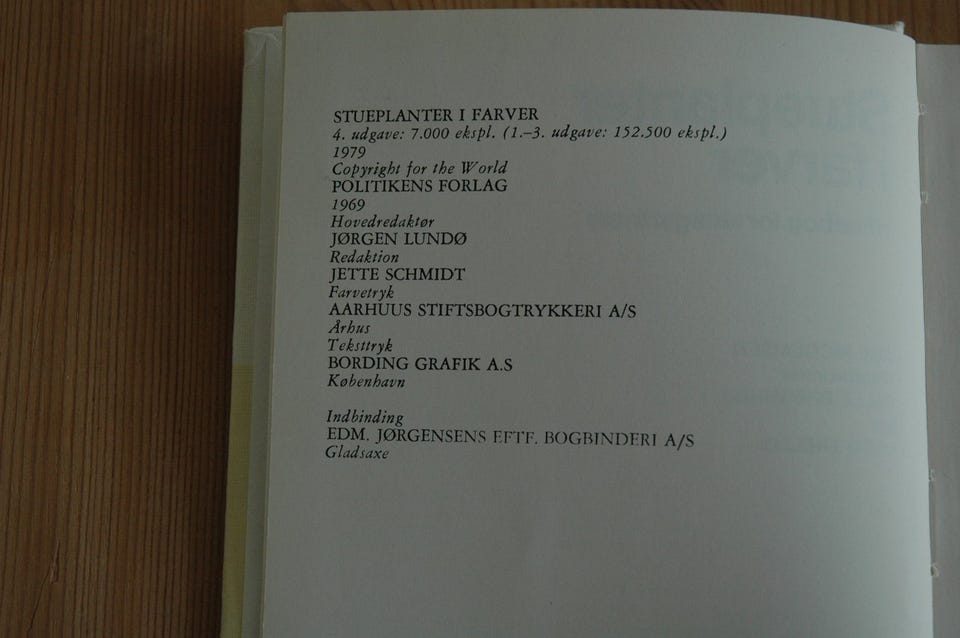 STUEPLANTER I FARVER
4. udgave: 7.000 ekspl. (1.–3. udgave: 152.500 ekspl.)
1979
Copyright for the World
POLITIKENS FORLAG
1969
Hovedredaktør
JØRGEN LUNDØ
Redaktion
JETTE SCHMIDT
Farvetryk
AARHUUS STIFTSBOGTRYKKERI A/S
Århus
Teksttryk
BORDING GRAFIK A.S
København
Indbinding
EDM. JØRGENSENS EFTF. BOGBINDERI A/S
Gladsaxe